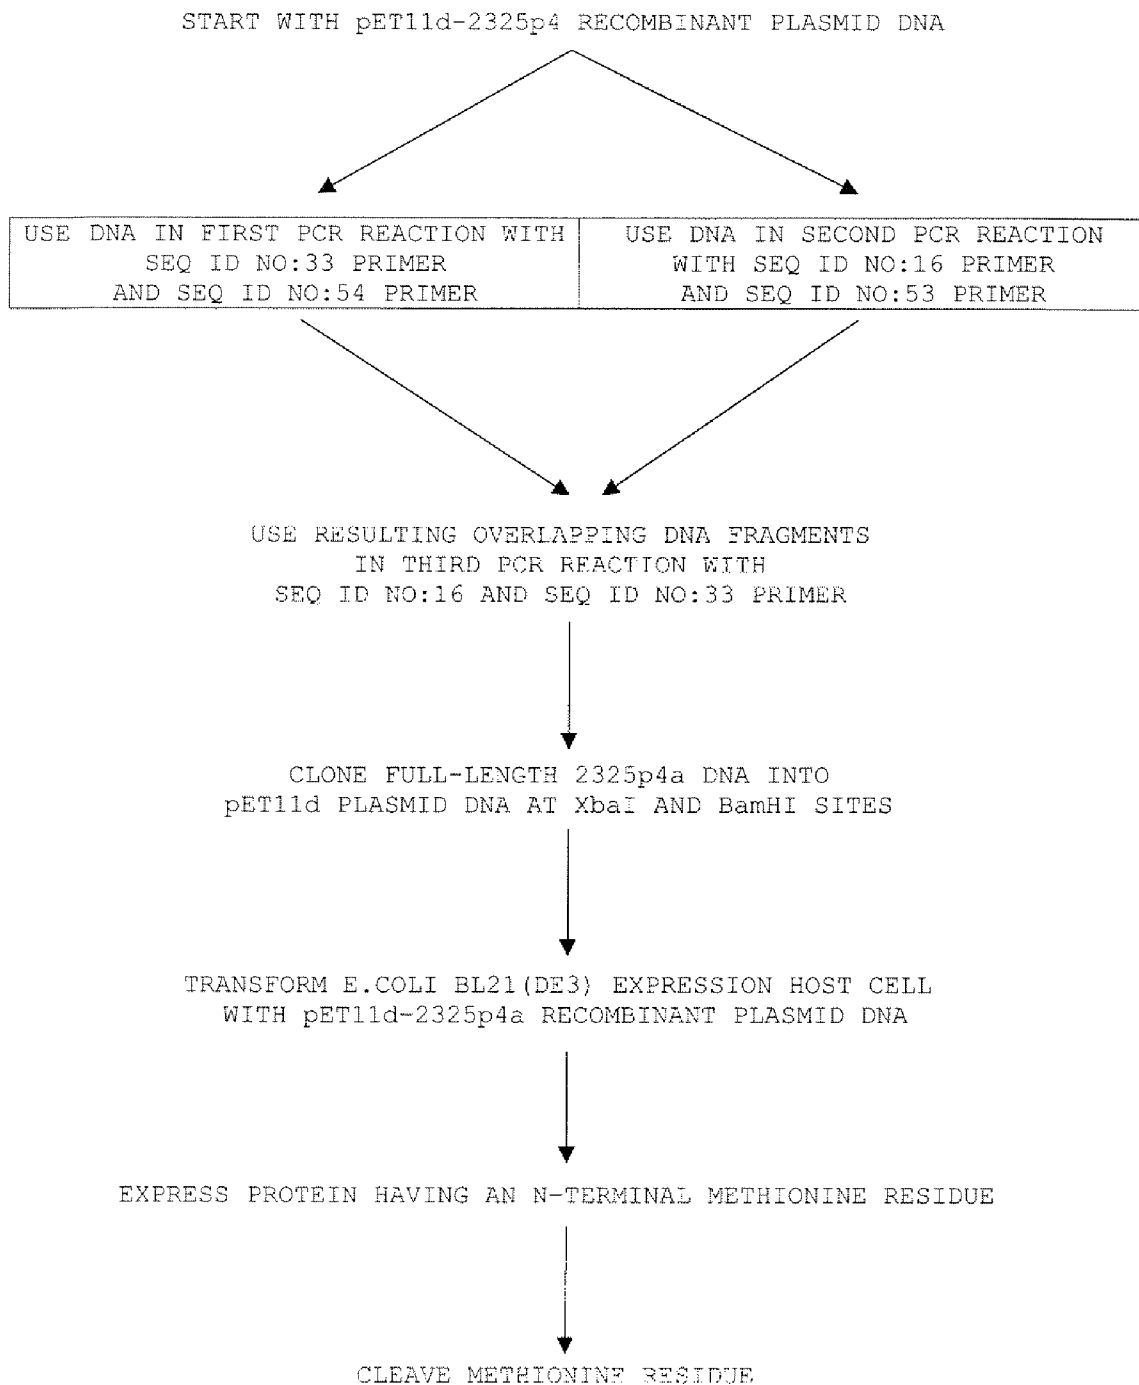 START WITH pET11d-2325p4 RECOMBINANT PLASMID DNA
USE DNA IN FIRST PCR REACTION WITH
SEQ ID NO:33 PRIMER
AND SEQ ID NO:54 PRIMER
USE DNA IN SECOND PCR REACTION
WITH SEQ ID NO:16 PRIMER
AND SEQ ID NO:53 PRIMER
USE RESULTING OVERLAPPING DNA FRAGMENTS
IN THIRD PCR REACTION WITH
SEQ ID NO:16 AND SEQ ID NO:33 PRIMER
CLONE FULL-LENGTH 2325p4a DNA INTO
pET11d PLASMID DNA AT XbaI AND BamHI SITES
TRANSFORM E.COLI BL21(DE3) EXPRESSION HOST CELL
WITH pET11d-2325p4a RECOMBINANT PLASMID DNA
EXPRESS PROTEIN HAVING AN N-TERMINAL METHIONINE RESIDUE
CLEAVE METHIONINE RESIDUE